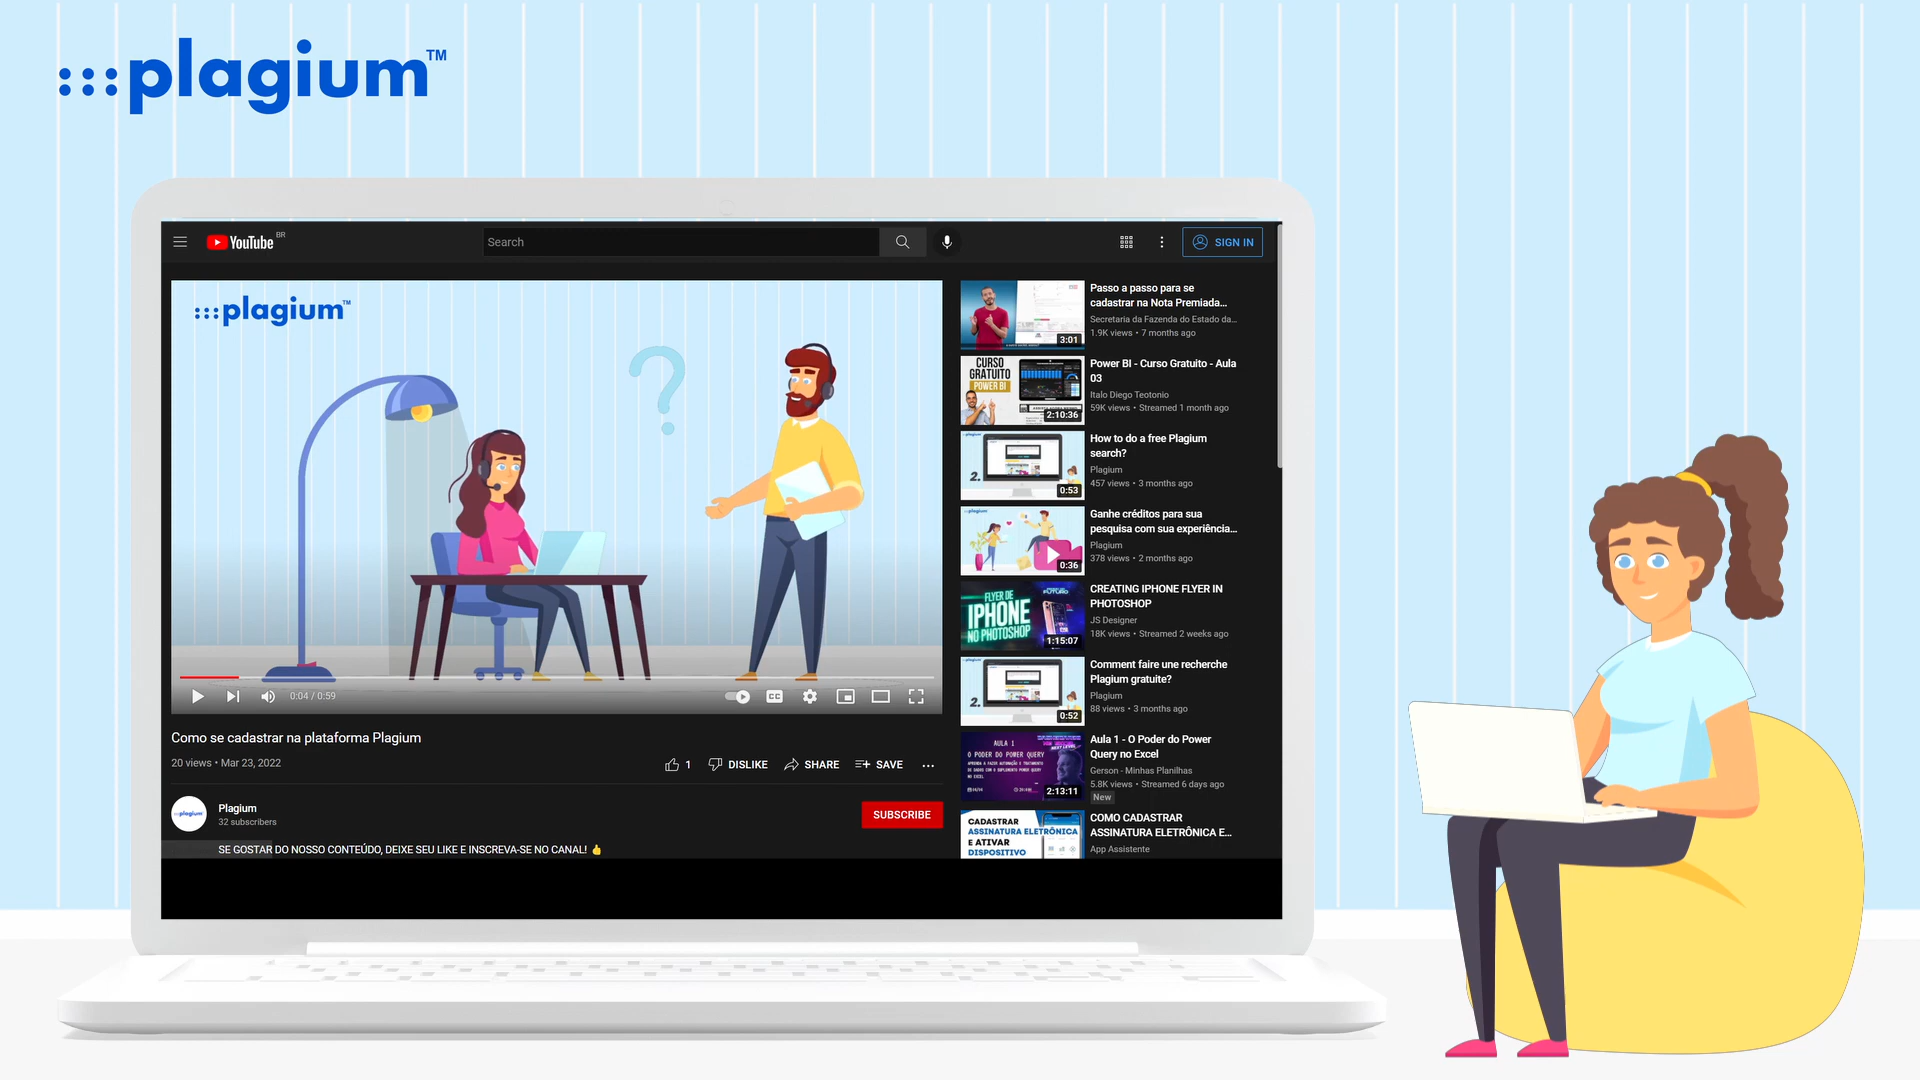 :::plagium™
YouTube BR
Search
SIGN IN
:::plagium™
CC
0:04 / 0:59
Como se cadastrar na plataforma Plagium
20 views • Mar 23, 2022
1
DISLIKE
SHARE
SAVE
Plagium
32 subscribers
SUBSCRIBE
plagium
SE GOSTAR DO NOSSO CONTEÚDO, DEIXE SEU LIKE E INSCREVA-SE NO CANAL! 👍
3:01
Passo a passo para se
cadastrar na Nota Premiada...
Secretaria da Fazenda do Estado da...
1.9K views • 7 months ago
CURSO
GRATUITO
POWER BI
2:10:36
Power BI - Curso Gratuito - Aula
03
Italo Diego Teotonio
59K views • Streamed 1 month ago
2.
0:53
How to do a free Plagium
search?
Plagium
457 views • 3 months ago
0:36
Ganhe créditos para sua
pesquisa com sua experiência...
Plagium
378 views • 2 months ago
FLYER DE
IPHONE
NO PHOTOSHOP
1:15:07
CREATING IPHONE FLYER IN
PHOTOSHOP
JS Designer
18K views • Streamed 2 weeks ago
2.
0:52
Comment faire une recherche
Plagium gratuite?
Plagium
88 views • 3 months ago
AULA 1
O PODER DO POWER QUERY
2:13:11
Aula 1 - O Poder do Power
Query no Excel
Gerson - Minhas Planilhas
5.8K views • Streamed 6 days ago
New
CADASTRAR
ASSINATURA ELETRÔNICA
E ATIVAR
DISPOSITIVO
COMO CADASTRAR
ASSINATURA ELETRÔNICA E...
App Assistente